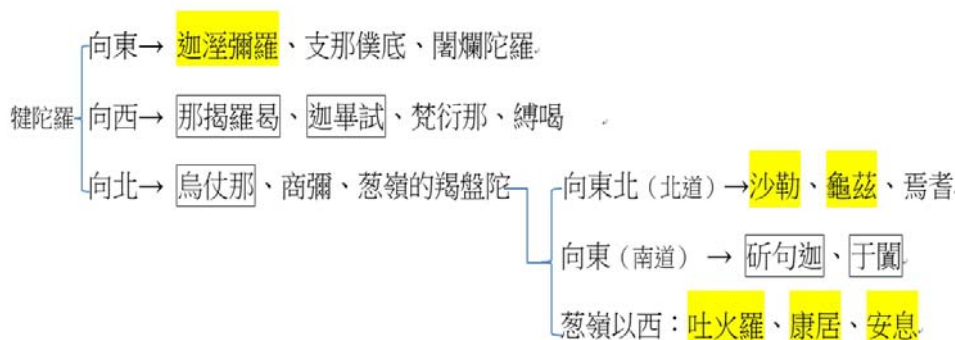 向東→ 迦溼彌羅、支那僕底、闍爛陀羅
犍陀羅 向西→ 那揭羅曷、迦畢試、梵衍那、縛喝
向北→ 烏仗那、商彌、葱嶺的羯盤陀
向東北(北道)→沙勒、龜茲、焉耆
向東(南道) → 斫句迦、于闐
葱嶺以西：吐火羅、康居、安息